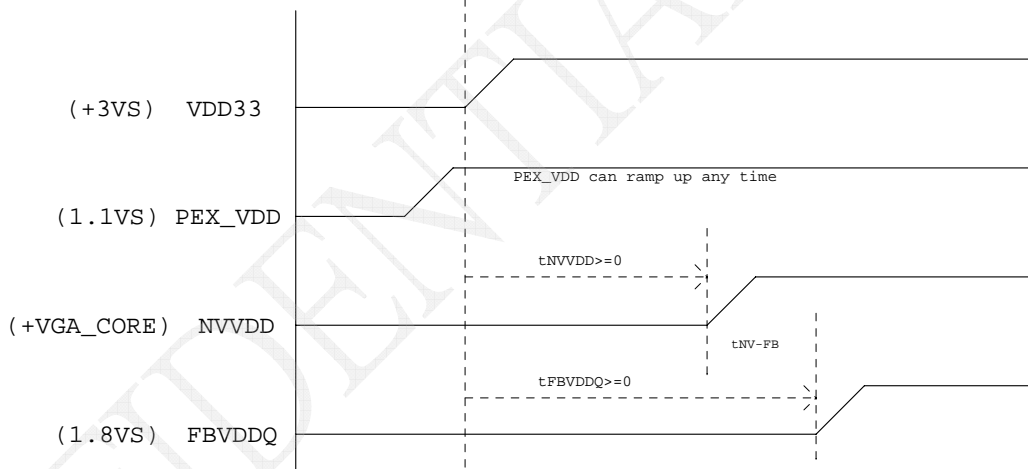 (+3VS) VDD33
PEX_VDD can ramp up any time
(1.1VS) PEX_VDD
tNVVDD>=0
(+VGA_CORE) NVVDD
tNV-FB
tFBVDDQ>=0
(1.8VS) FBVDDQ